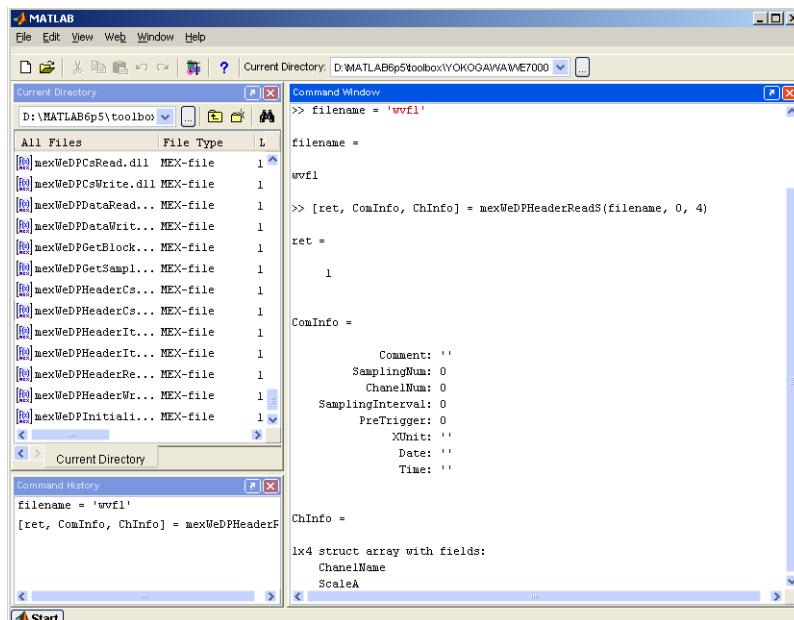 MATLAB
File Edit View Web Window Help
? Current Directory: D:\MATLAB6p5\toolbox\YOKOGAWA\WE7000 ...
Current Directory
D:\MATLAB6p5\toolbox ...
All Files File Type L
mexWeDPCsRead.dll MEX-file 1
mexWeDPCsWrite.dll MEX-file 1
mexWeDPDataRead... MEX-file 1
mexWeDPDataWrit... MEX-file 1
mexWeDPGetBlock... MEX-file 1
mexWeDPGetSampl... MEX-file 1
mexWeDPHeaderCs... MEX-file 1
mexWeDPHeaderCs... MEX-file 1
mexWeDPHeaderIt... MEX-file 1
mexWeDPHeaderIt... MEX-file 1
mexWeDPHeaderRe... MEX-file 1
mexWeDPHeaderWr... MEX-file 1
mexWeDPInitiali... MEX-file 1
Current Directory
Command History
filename = 'wvf1'
[ret, ComInfo, ChInfo] = mexWeDPHeaderR
Command Window
>> filename = 'wvf1'
filename =
wvf1
>> [ret, ComInfo, ChInfo] = mexWeDPHeaderReadS(filename, 0, 4)
ret =
1
ComInfo =
Comment: ''
SamplingNum: 0
ChanelNum: 0
SamplingInterval: 0
PreTrigger: 0
XUnit: ''
Date: ''
Time: ''
ChInfo =
1x4 struct array with fields:
ChanelName
ScaleA
Start